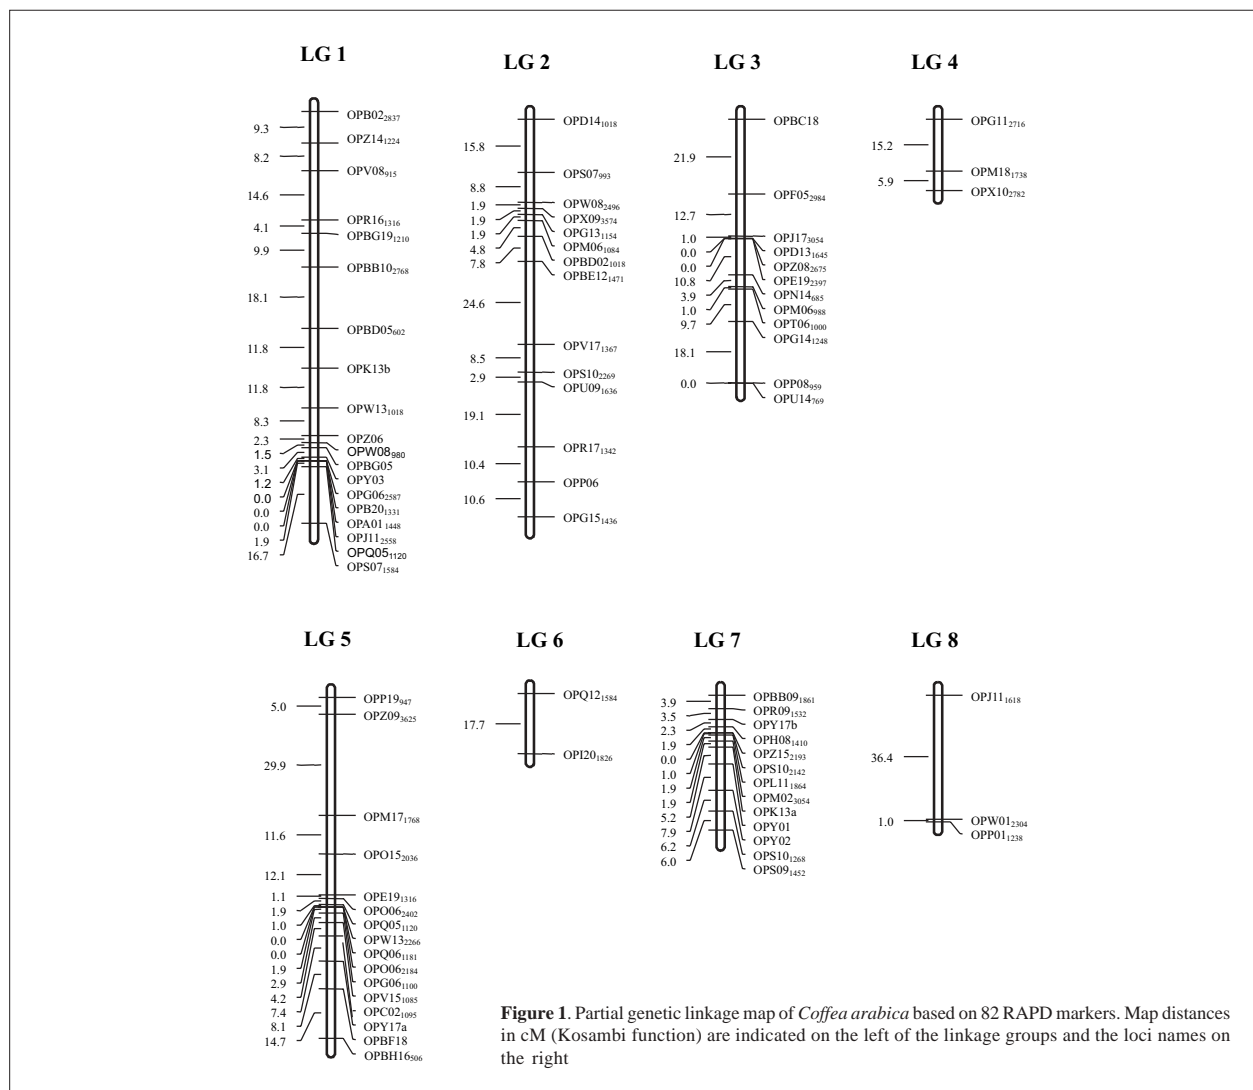 LG 1
9.3
8.2
14.6
4.1
9.9
18.1
11.8
11.8
8.3
2.3
1.5
3.1
1.2
0.0
0.0
0.0
1.9
16.7
OPB02₂₈₃₇
OPZ14₁₂₂₄
OPV08₉₁₅
OPR16₁₃₁₆
OPBG19₁₂₁₀
OPBB10₂₇₆₈
OPBD05₆₀₂
OPK13b
OPW13₁₀₁₈
OPZ06
OPW08₉₈₀
OPBG05
OPY03
OPG06₂₅₈₇
OPB20₁₃₃₁
OPA01₁₄₄₈
OPJ11₂₅₅₈
OPQ05₁₁₂₀
OPS07₁₅₈₄
LG 2
15.8
8.8
1.9
1.9
1.9
4.8
7.8
24.6
8.5
2.9
19.1
10.4
10.6
OPD14₁₀₁₈
OPS07₉₉₃
OPW08₂₄₉₆
OPX09₃₅₇₄
OPG13₁₁₅₄
OPM06₁₀₈₄
OPBD02₁₀₁₈
OPBE12₁₄₇₁
OPV17₁₃₆₇
OPS10₂₂₆₉
OPU09₁₆₃₆
OPR17₁₃₄₂
OPP06
OPG15₁₄₃₆
LG 3
21.9
12.7
1.0
0.0
0.0
10.8
3.9
1.0
9.7
18.1
0.0
OPBC18
OPF05₂₉₈₄
OPJ17₃₀₅₄
OPD13₁₆₄₅
OPZ08₂₆₇₅
OPE19₂₃₉₇
OPN14₆₈₅
OPM06₉₈₈
OPT06₁₀₀₀
OPG14₁₂₄₈
OPP08₉₅₉
OPU14₇₆₉
LG 4
15.2
5.9
OPG11₂₇₁₆
OPM18₁₇₃₈
OPX10₂₇₈₂
LG 5
5.0
29.9
11.6
12.1
1.1
1.9
1.0
0.0
0.0
1.9
2.9
4.2
7.4
8.1
14.7
OPP19₉₄₇
OPZ09₃₆₂₅
OPM17₁₇₆₈
OPO15₂₀₃₆
OPE19₁₃₁₆
OPO06₂₄₀₂
OPQ05₁₁₂₀
OPW13₂₂₆₆
OPQ06₁₁₈₁
OPO06₂₁₈₄
OPG06₁₁₀₀
OPV15₁₀₈₅
OPC02₁₀₉₅
OPY17a
OPBF18
OPBH16₅₀₆
LG 6
17.7
OPQ12₁₅₈₄
OPI20₁₈₂₆
LG 7
3.9
3.5
2.3
1.9
0.0
1.0
1.9
1.9
5.2
7.9
6.2
6.0
OPBB09₁₈₆₁
OPR09₁₅₃₂
OPY17b
OPH08₁₄₁₀
OPZ15₂₁₉₃
OPS10₂₁₄₂
OPL11₁₈₆₄
OPM02₃₀₅₄
OPK13a
OPY01
OPY02
OPS10₁₂₆₈
OPS09₁₄₅₂
LG 8
36.4
1.0
OPJ11₁₆₁₈
OPW01₂₃₀₄
OPP01₁₂₃₈
Figure 1. Partial genetic linkage map of Coffea arabica based on 82 RAPD markers. Map distances
in cM (Kosambi function) are indicated on the left of the linkage groups and the loci names on
the right